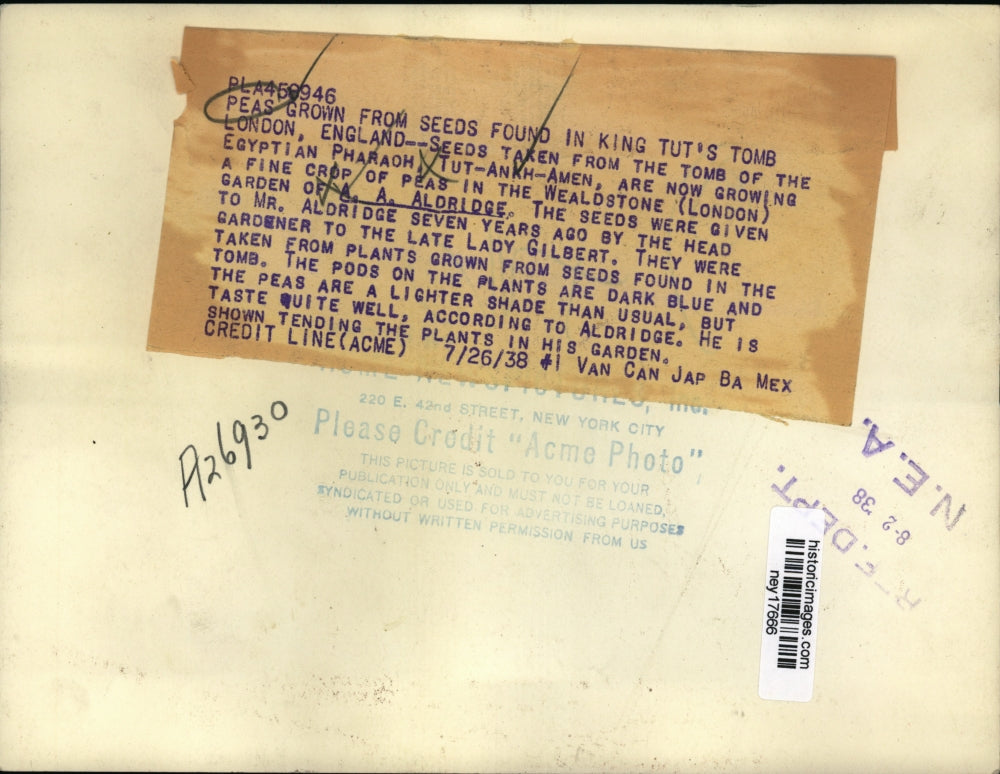 PLA459946
PEAS GROWN FROM SEEDS FOUND IN KING TUT'S TOMB
LONDON, ENGLAND--SEEDS TAKEN FROM THE TOMB OF THE
EGYPTIAN PHARAOH, TUT-ANKH-AMEN, ARE NOW GROWING
A FINE CROP OF PEAS IN THE WEALDSTONE (LONDON)
GARDEN OF A. A. ALDRIDGE. THE SEEDS WERE GIVEN
TO MR. ALDRIDGE SEVEN YEARS AGO BY THE HEAD
GARDENER TO THE LATE LADY GILBERT. THEY WERE
TAKEN FROM PLANTS GROWN FROM SEEDS FOUND IN THE
TOMB. THE PODS ON THE PLANTS ARE DARK BLUE AND
THE PEAS ARE A LIGHTER SHADE THAN USUAL, BUT
TASTE QUITE WELL, ACCORDING TO ALDRIDGE. HE IS
SHOWN TENDING THE PLANTS IN HIS GARDEN.
CREDIT LINE(ACME) 7/26/38 #1 VAN CAN JAP BA MEX
220 E. 42nd STREET, NEW YORK CITY
Please Credit "Acme Photo"
THIS PICTURE IS SOLD TO YOU FOR YOUR
PUBLICATION ONLY AND MUST NOT BE LOANED,
SYNDICATED OR USED FOR ADVERTISING PURPOSES
WITHOUT WRITTEN PERMISSION FROM US
A26930
N.E.A.
8-2 '38
DEPT.
historicimages.com
ney17666